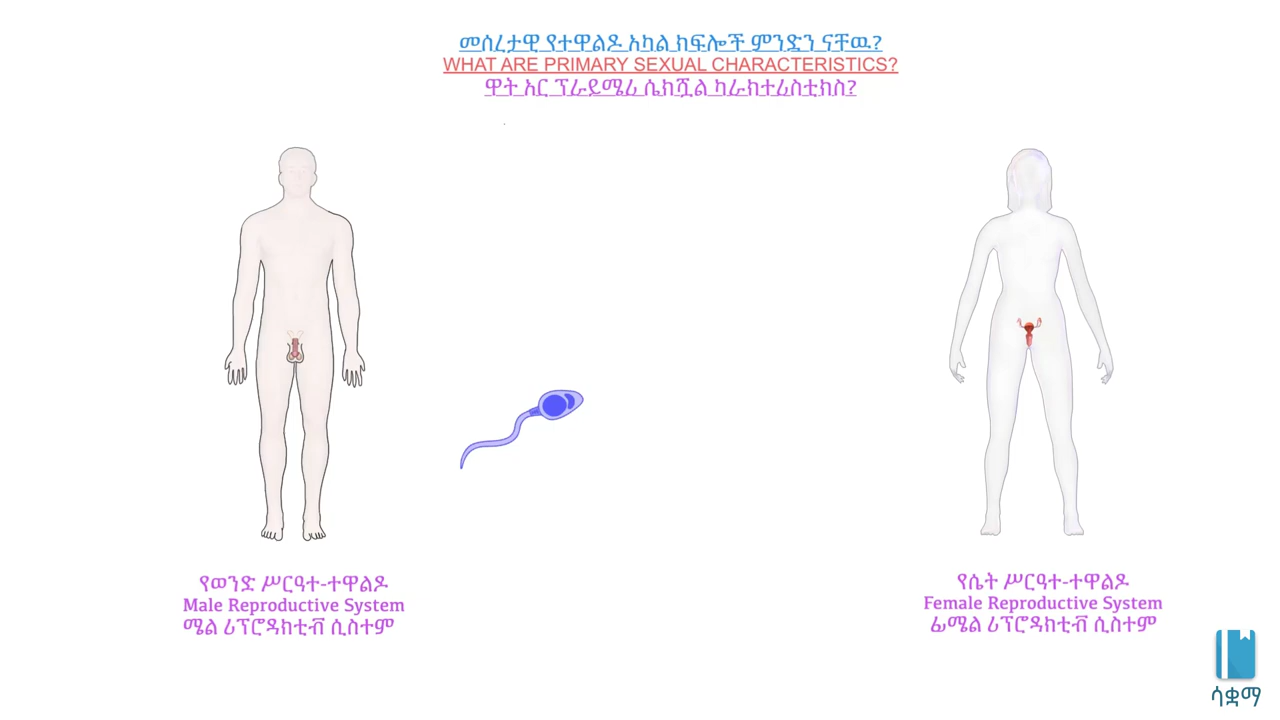 መሰረታዊ የተዋልዶ አካል ክፍሎች ምንድን ናቸዉ?
WHAT ARE PRIMARY SEXUAL CHARACTERISTICS?
ዋት አር ፕራይሜሪ ሴክሿል ካራክተሪስቲክስ?
የወንድ ሥርዓተ-ተዋልዶ
Male Reproductive System
ሜል ሪፕሮዳክቲቭ ሲስተም
የሴት ሥርዓተ-ተዋልዶ
Female Reproductive System
ፊሜል ሪፕሮዳክቲቭ ሲስተም
ሳቋማ